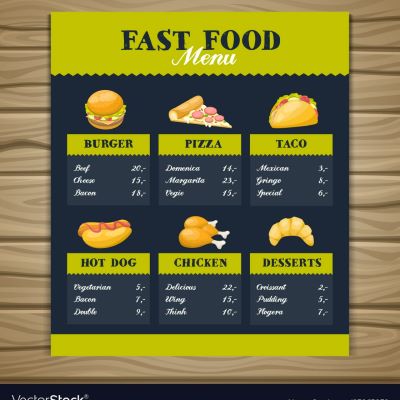 FAST FOOD
Menu
BURGER
Beef 20,-
Cheese 15,-
Bacon 18,-
PIZZA
Domenica 14,-
Margarita 23,-
Vegie 15,-
TACO
Mexican 3,-
Gringo 8,-
Special 6,-
HOT DOG
Vegetarian 5,-
Bacon 7,-
Double 9,-
CHICKEN
Delicious 22,-
Wing 15,-
Think 10,-
DESSERTS
Croissant 2,-
Pudding 5,-
Hogera 7,-
VectorStock